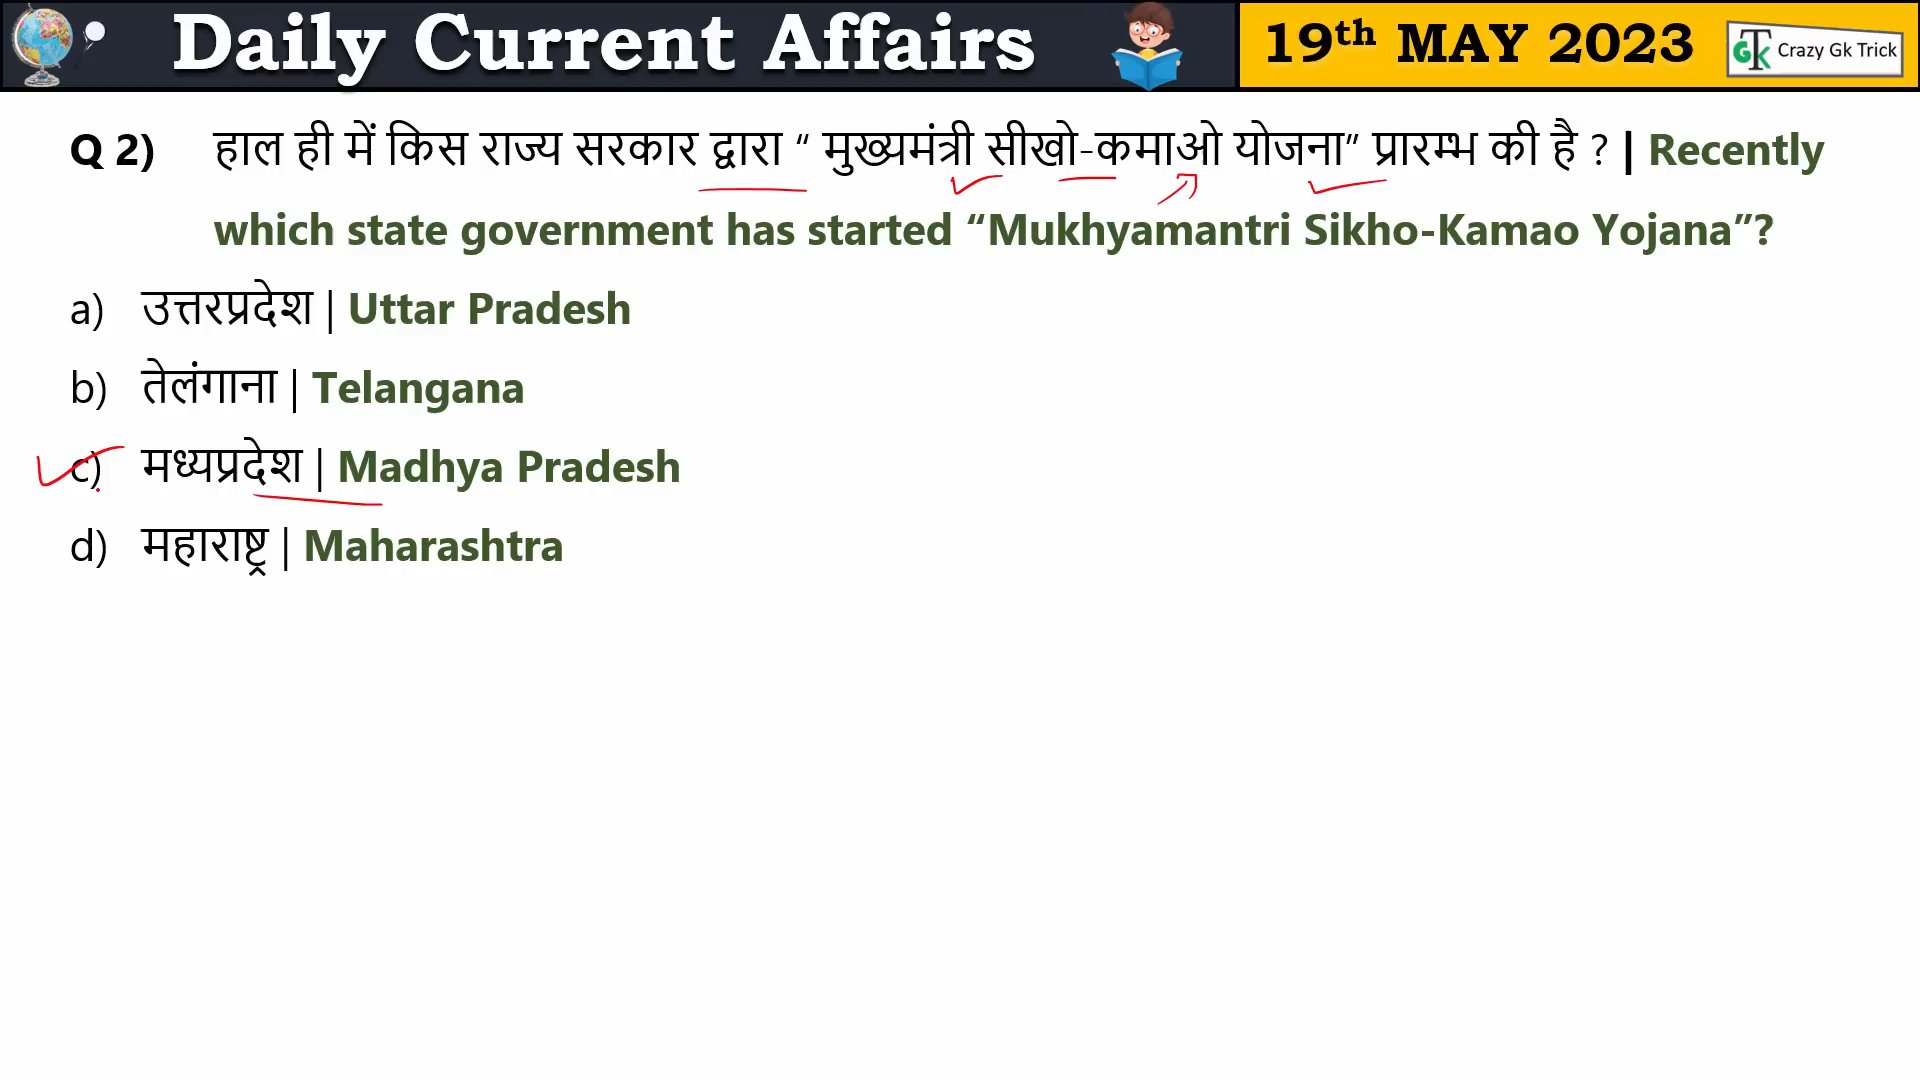 Daily Current Affairs
19th MAY 2023
GTK Crazy Gk Trick
Q 2) हाल ही में किस राज्य सरकार द्वारा “ मुख्यमंत्री सीखो-कमाओ योजना” प्रारम्भ की है ? | Recently
which state government has started “Mukhyamantri Sikho-Kamao Yojana”?
a) उत्तरप्रदेश | Uttar Pradesh
b) तेलंगाना | Telangana
c) मध्यप्रदेश | Madhya Pradesh
d) महाराष्ट्र | Maharashtra